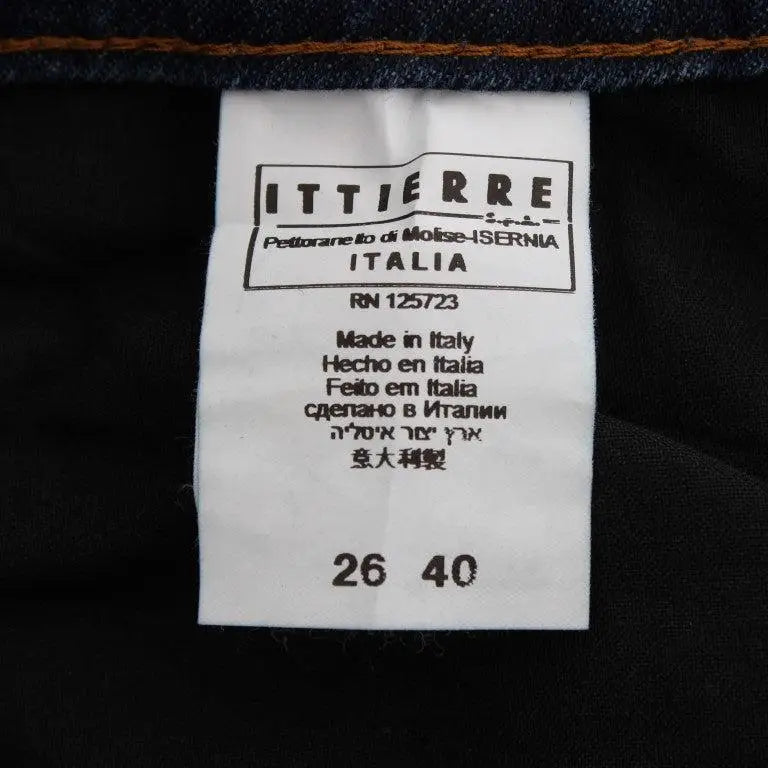 ITTIERRE
S.p.A.
Pettoranello di Molise-ISERNIA
ITALIA
RN 125723
Made in Italy
Hecho en Italia
Feito em Italia
сделано в Италии
ארץ יצור איטליה
意大利製
26 40